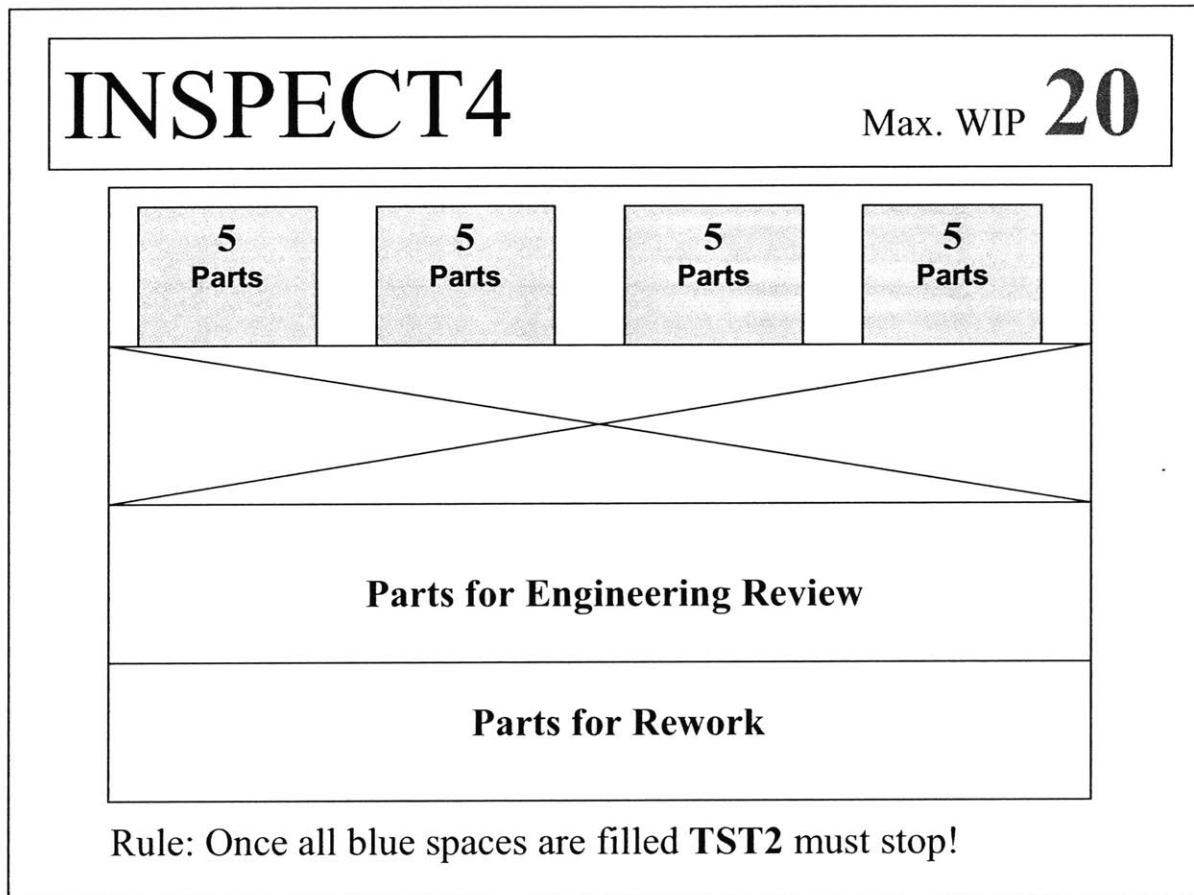 INSPECT4
Max. WIP 20
5 5 5 5
Parts Parts Parts Parts
Parts for Engineering Review
Parts for Rework
Rule: Once all blue spaces are filled TST2 must stop!